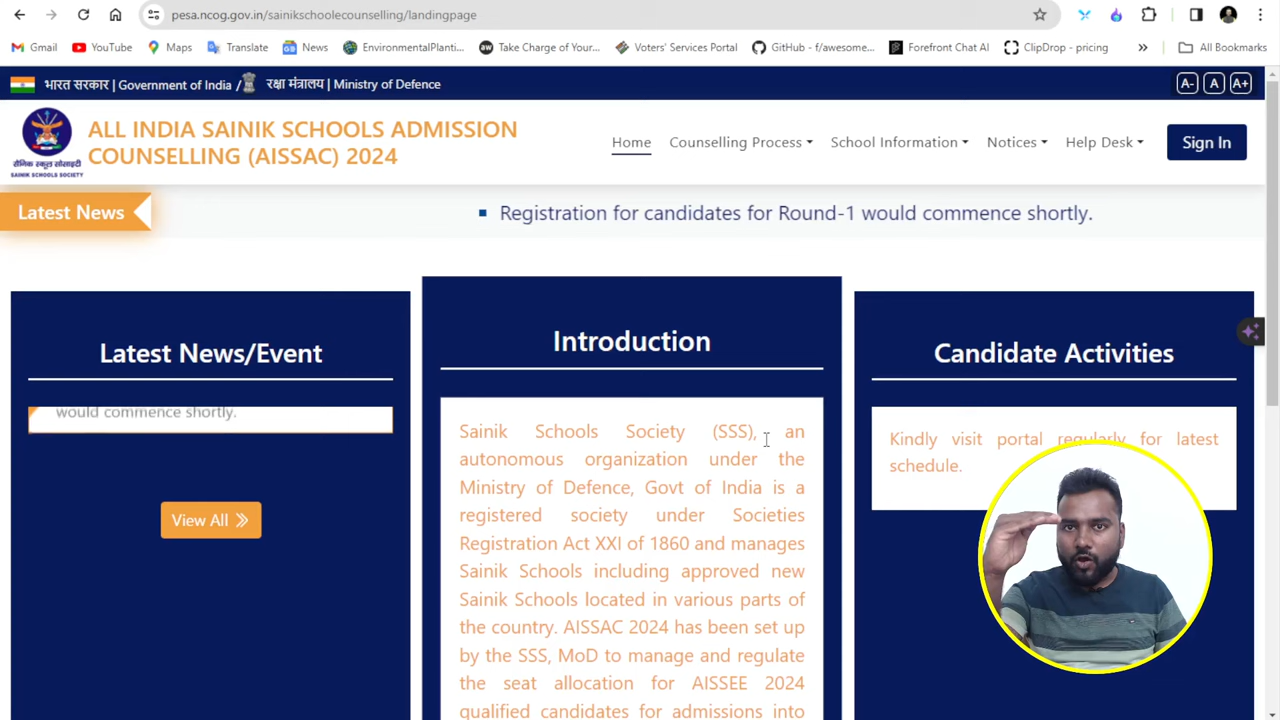 pesa.ncog.gov.in/sainikschoolecounselling/landingpage
Gmail
YouTube
Maps
Translate
News
EnvironmentalPlanti...
Take Charge of Your...
Voters' Services Portal
GitHub - f/awesome...
Forefront Chat AI
ClipDrop - pricing
All Bookmarks
भारत सरकार | Government of India / रक्षा मंत्रालय | Ministry of Defence
A- A A+
ALL INDIA SAINIK SCHOOLS ADMISSION
COUNSELLING (AISSAC) 2024
सैनिक स्कूल सोसाइटी
SAINIK SCHOOLS SOCIETY
Home
Counselling Process
School Information
Notices
Help Desk
Sign In
Latest News
Registration for candidates for Round-1 would commence shortly.
Latest News/Event
would commence shortly.
View All
Introduction
Sainik Schools Society (SSS), an
autonomous organization under the
Ministry of Defence, Govt of India is a
registered society under Societies
Registration Act XXI of 1860 and manages
Sainik Schools including approved new
Sainik Schools located in various parts of
the country. AISSAC 2024 has been set up
by the SSS, MoD to manage and regulate
the seat allocation for AISSEE 2024
qualified candidates for admissions into
Candidate Activities
Kindly visit portal regularly for latest
schedule.